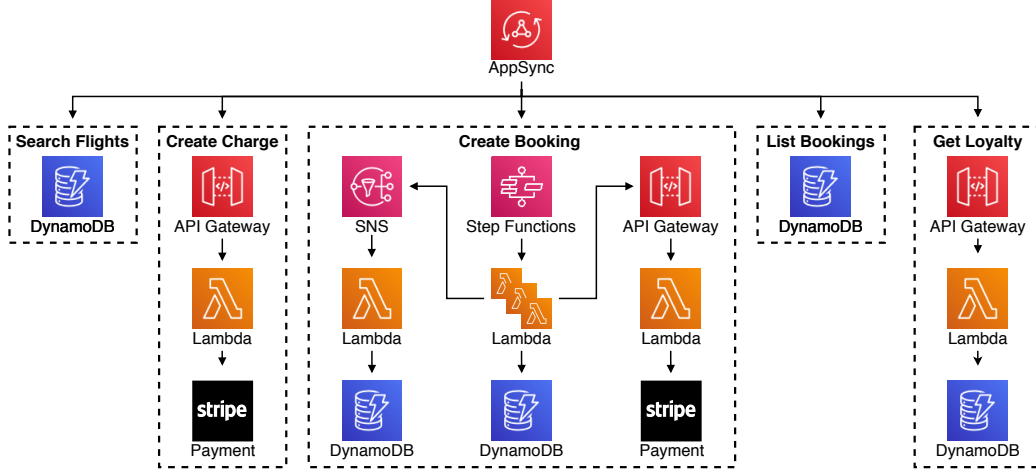 AppSync
Search Flights
Create Charge
Create Booking
List Bookings
Get Loyalty
DynamoDB
API Gateway
SNS
Step Functions
API Gateway
DynamoDB
API Gateway
Lambda
Lambda
Lambda
Lambda
Lambda
stripe
stripe
Payment
DynamoDB
DynamoDB
Payment
DynamoDB